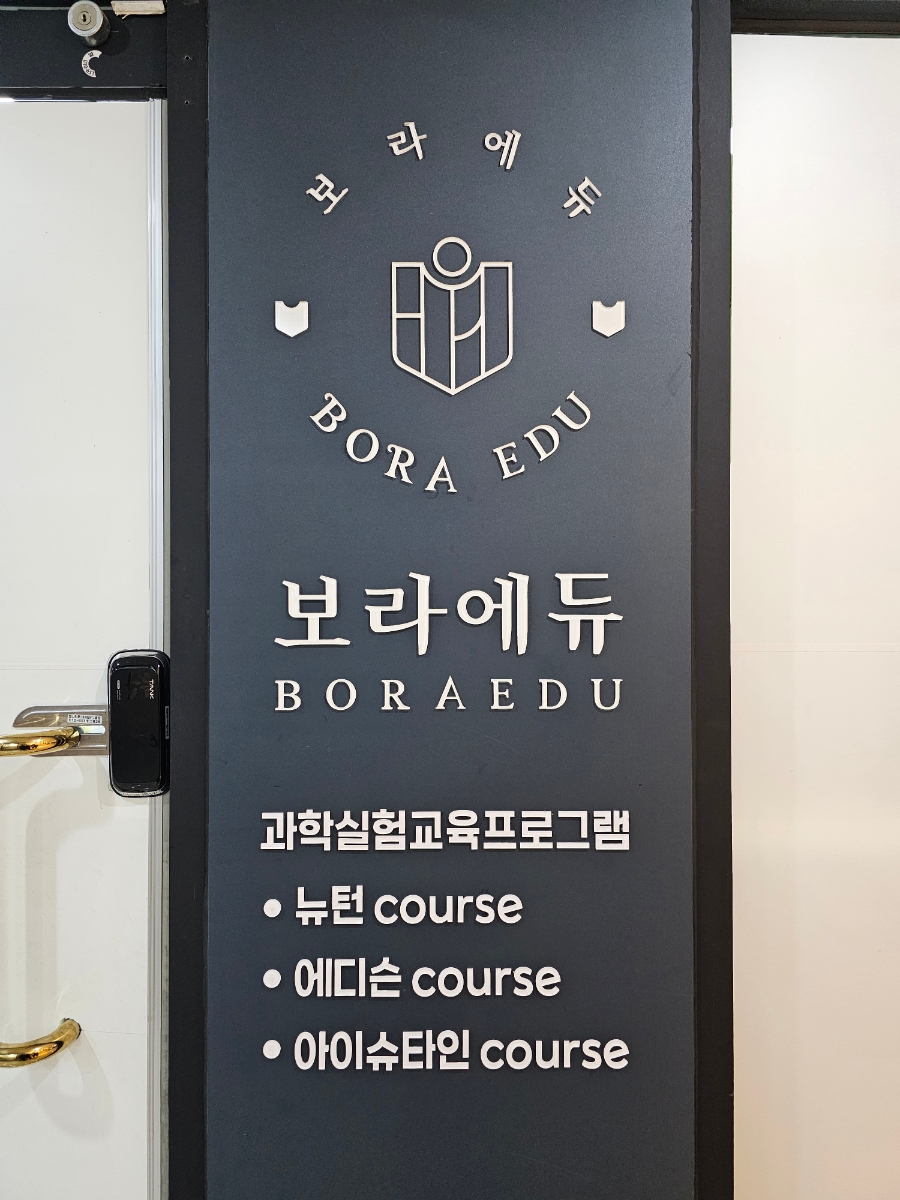 보라에듀
BORA EDU
보라에듀
BORAEDU
과학실험교육프로그램
• 뉴턴 course
• 에디슨 course
• 아이슈타인 course
TANK